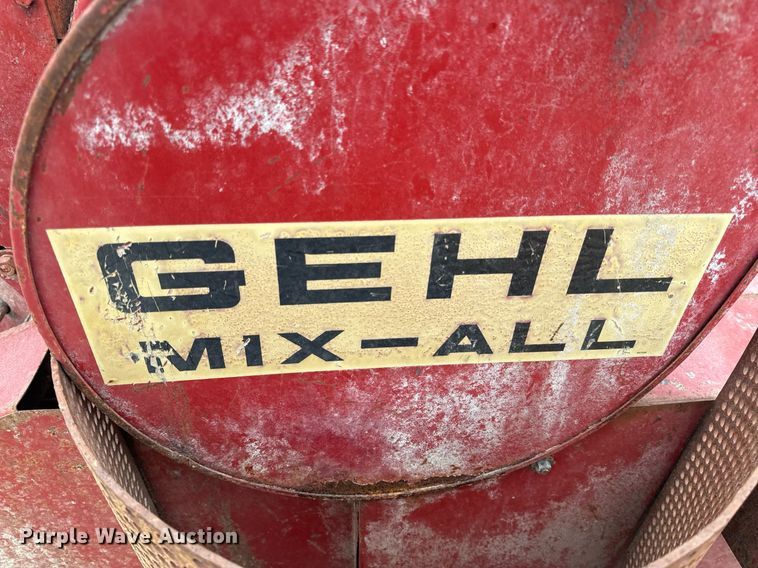 GEHL
MIX-ALL
Purple Wave Auction